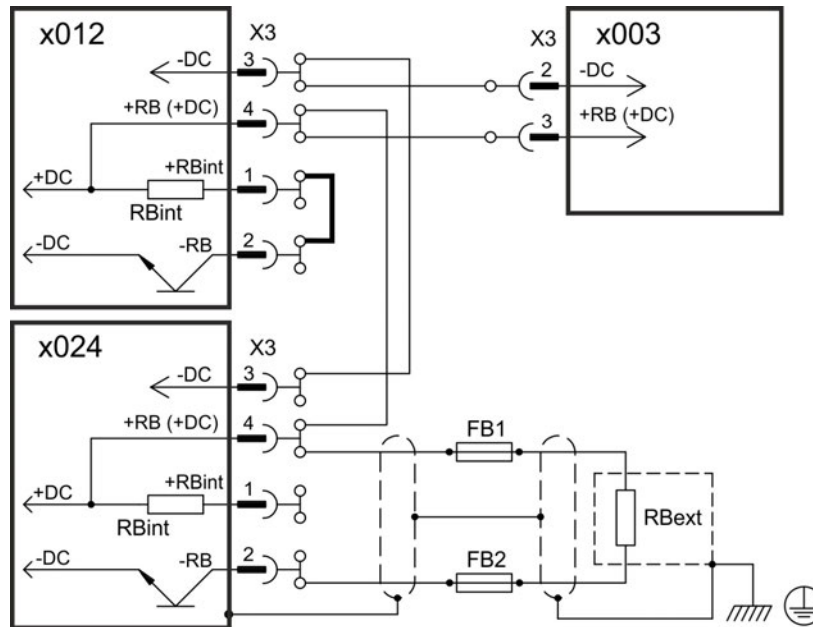 x012
X3
X3
x003
-DC
3
2
-DC
+RB (+DC)
4
3
+RB (+DC)
+DC
+RBint
1
RBint
-DC
-RB
2
x024
X3
-DC
3
+RB (+DC)
4
FB1
+DC
+RBint
1
RBint
RBext
-DC
-RB
2
FB2